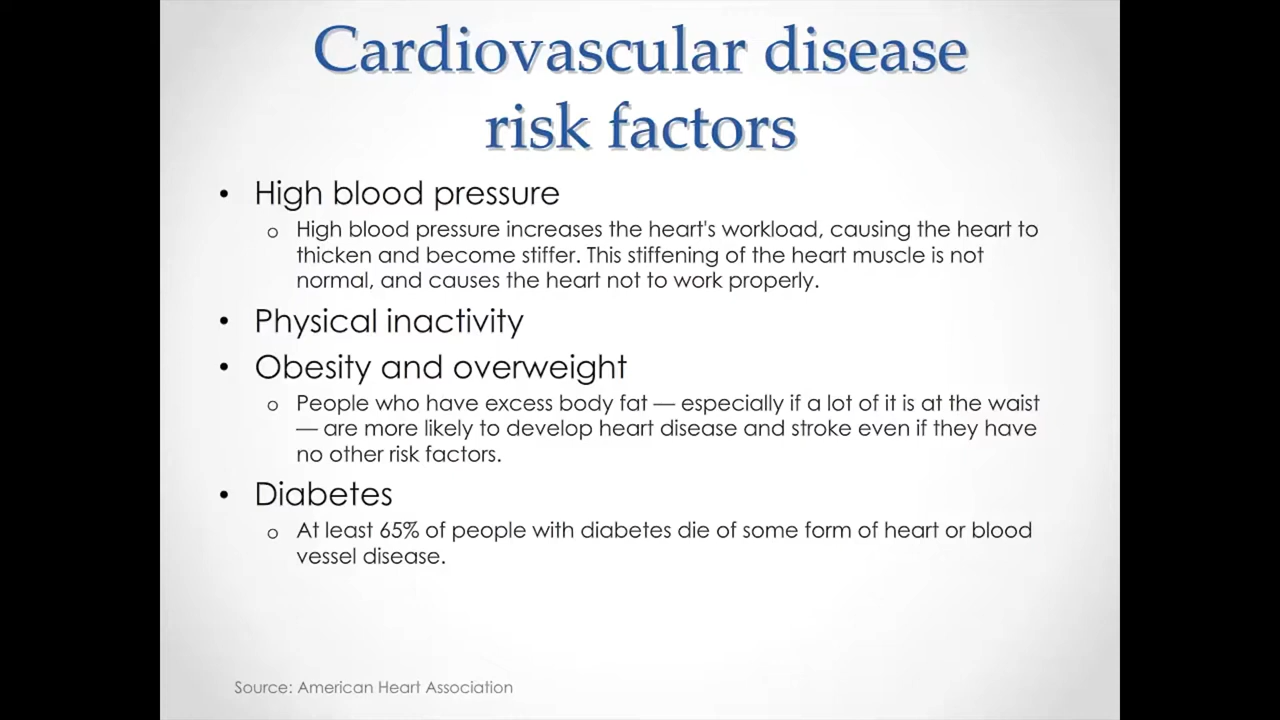 Cardiovascular disease
risk factors
• High blood pressure
o High blood pressure increases the heart's workload, causing the heart to
thicken and become stiffer. This stiffening of the heart muscle is not
normal, and causes the heart not to work properly.
• Physical inactivity
• Obesity and overweight
o People who have excess body fat — especially if a lot of it is at the waist
— are more likely to develop heart disease and stroke even if they have
no other risk factors.
• Diabetes
o At least 65% of people with diabetes die of some form of heart or blood
vessel disease.
Source: American Heart Association